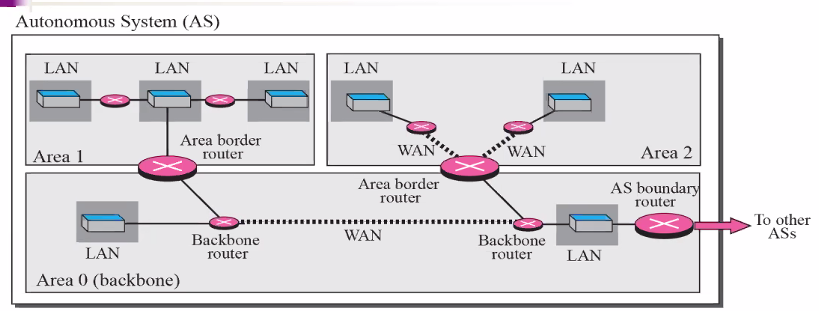 Autonomous System (AS)
LAN
LAN
LAN
Area border
router
Area 1
LAN
LAN
WAN
WAN
Area 2
Area border
router
AS boundary
router
To other
ASs
LAN
Backbone
router
WAN
Backbone
router
LAN
Area 0 (backbone)